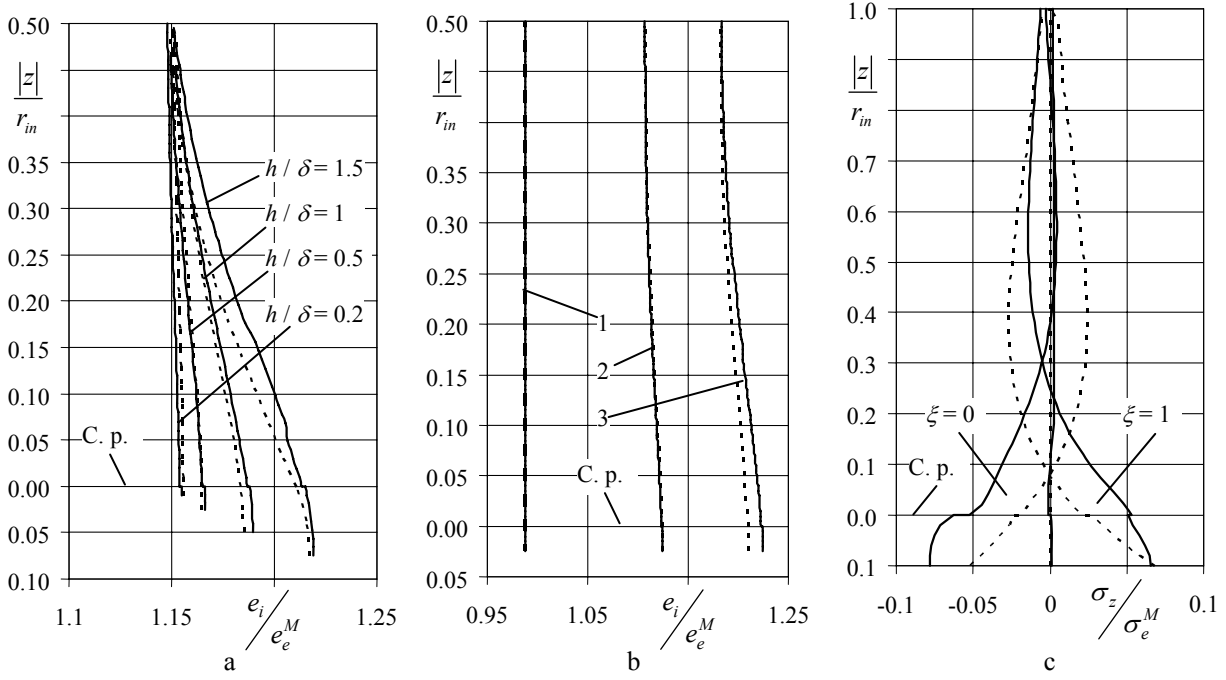 0.50
|z|
r_in
0.35
0.30
0.25
0.20
0.15
0.10
0.05
0.00
0.05
0.10
h / δ = 1.5
h / δ = 1
h / δ = 0.5
h / δ = 0.2
C. p.
1.1 1.15 1.25
e_i / e_e^M
a
0.50
|z|
r_in
0.35
0.30
0.25
0.20
0.15
0.10
0.05
0.00
0.05
1
2
3
C. p.
0.95 1.05 1.25
e_i / e_e^M
b
1.0
|z|
r_in
0.8
0.7
0.6
0.5
0.4
0.3
0.2
0.1
0.0
0.1
ξ = 0
ξ = 1
C. p.
-0.1 -0.05 0 0.1
σ_z / σ_e^M
c